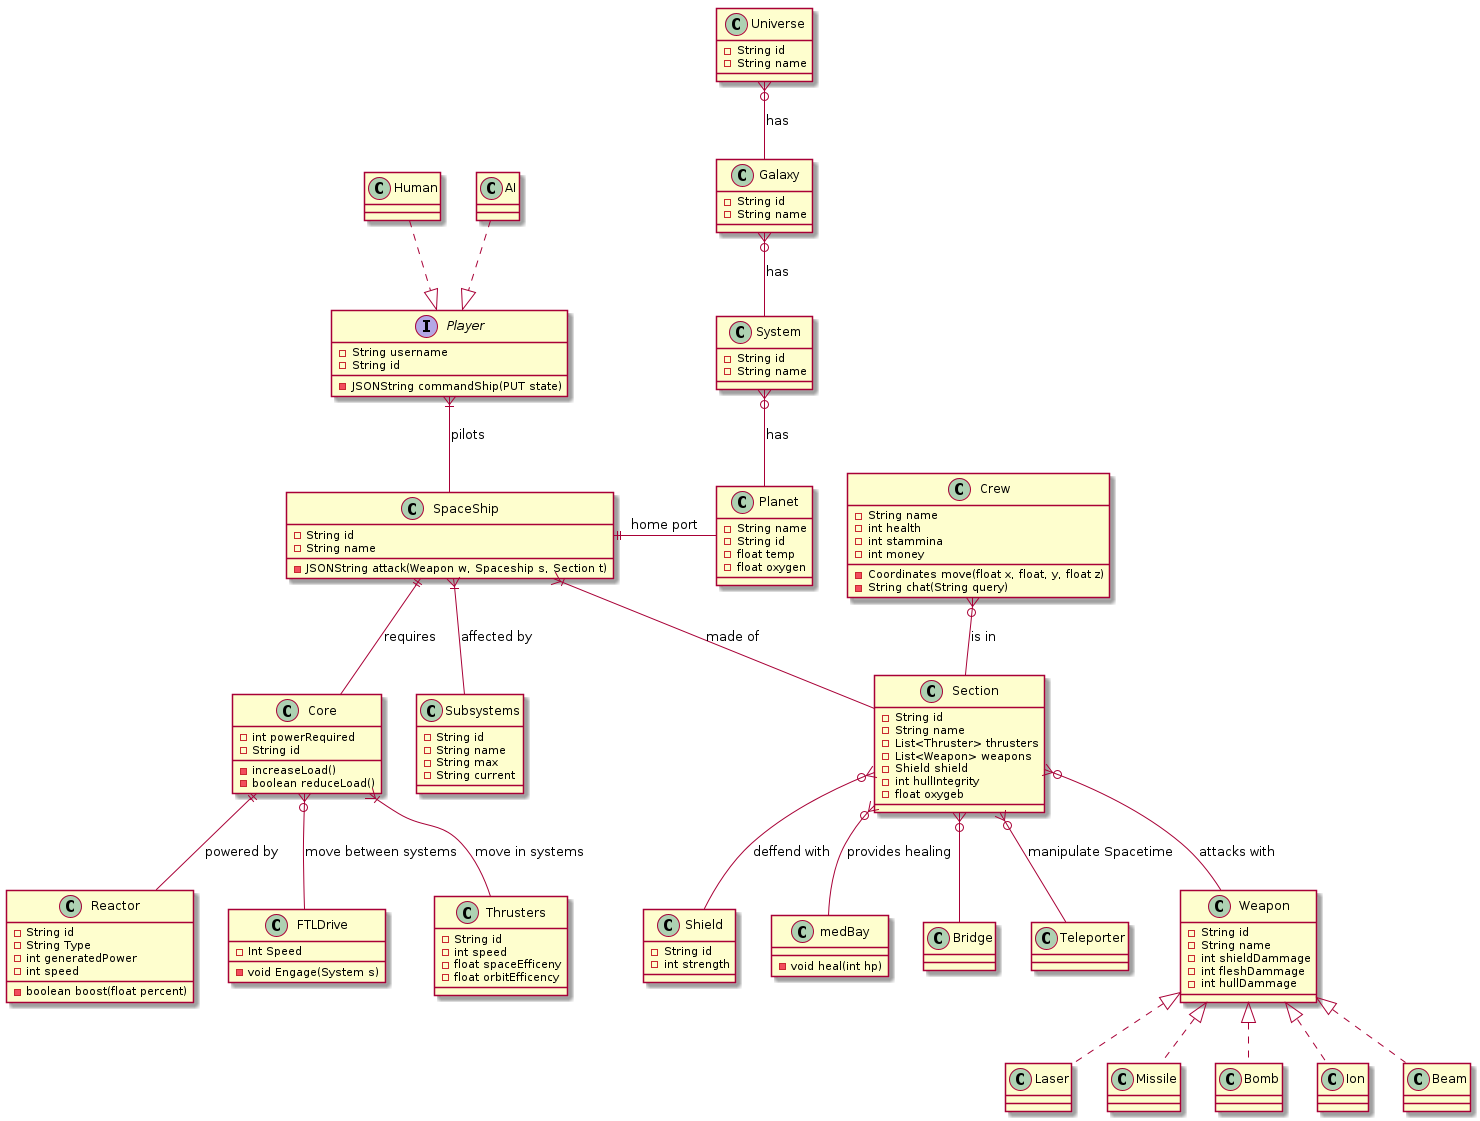 C Universe
String id
String name
has
C Galaxy
String id
String name
has
C Human
C AI
I Player
String username
String id
JSONString commandShip(PUT state)
C System
String id
String name
has
pilots
C SpaceShip
String id
String name
JSONString attack(Weapon w, Spaceship s, Section t)
home port
C Planet
String name
String id
float temp
float oxygen
C Crew
String name
int health
int stammina
int money
Coordinates move(float x, float, y, float z)
String chat(String query)
requires
affected by
made of
is in
C Core
int powerRequired
String id
increaseLoad()
boolean reduceLoad()
C Subsystems
String id
String name
String max
String current
C Section
String id
String name
List<Thruster> thrusters
List<Weapon> weapons
Shield shield
int hullIntegrity
float oxygeb
powered by
move between systems
move in systems
deffend with
provides healing
manipulate Spacetime
attacks with
C Reactor
String id
String Type
int generatedPower
int speed
boolean boost(float percent)
C FTLDrive
Int Speed
void Engage(System s)
C Thrusters
String id
int speed
float spaceEfficeny
float orbitEfficency
C Shield
String id
int strength
C medBay
void heal(int hp)
C Bridge
C Teleporter
C Weapon
String id
String name
int shieldDammage
int fleshDammage
int hullDammage
C Laser
C Missile
C Bomb
C Ion
C Beam